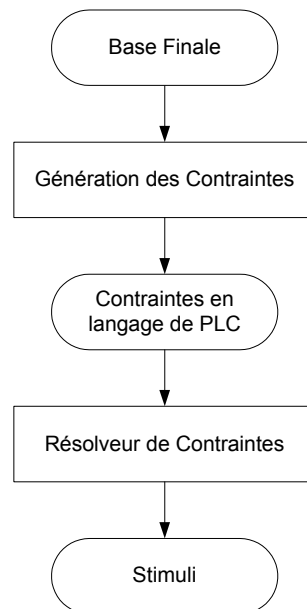 Base Finale
Génération des Contraintes
Contraintes en
langage de PLC
Résolveur de Contraintes
Stimuli